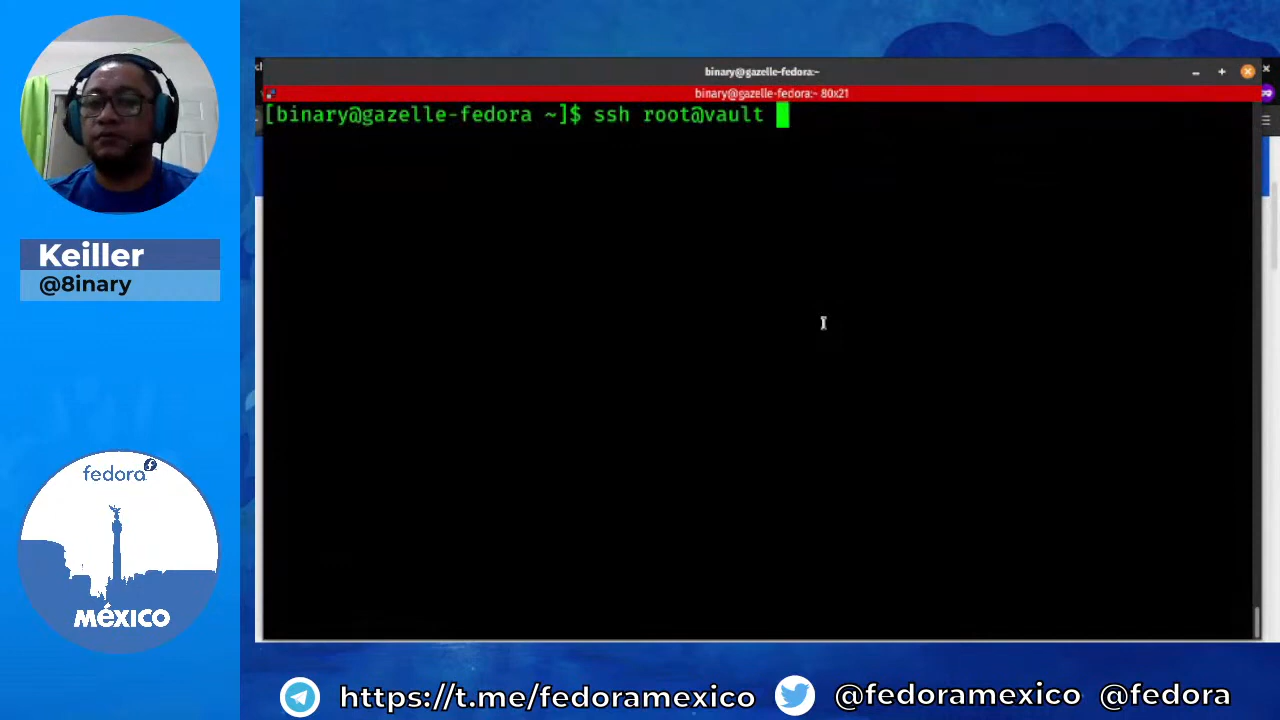 binary@gazelle-fedora:~
binary@gazelle-fedora:~ 80x21
[binary@gazelle-fedora ~]$ ssh root@vault
Keiller
@8inary
fedora
MÉXICO
https://t.me/fedoramexico
@fedoramexico @fedora